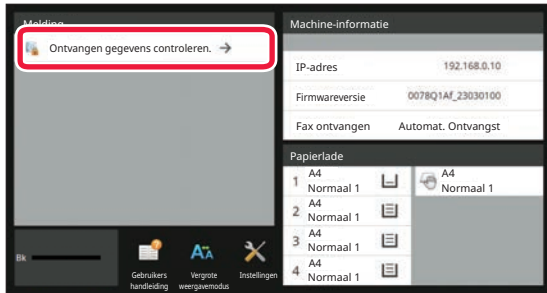 Melding
Ontvangen gegevens controleren.
Bk
Gebruikers
handleiding
Vergrote
weergavemodus
Instellingen
Machine-informatie
IP-adres 192.168.0.10
Firmwareversie 0078Q1Af_23030100
Fax ontvangen Automat. Ontvangst
Papierlade
1 A4
Normaal 1
A4
Normaal 1
2 A4
Normaal 1
3 A4
Normaal 1
4 A4
Normaal 1